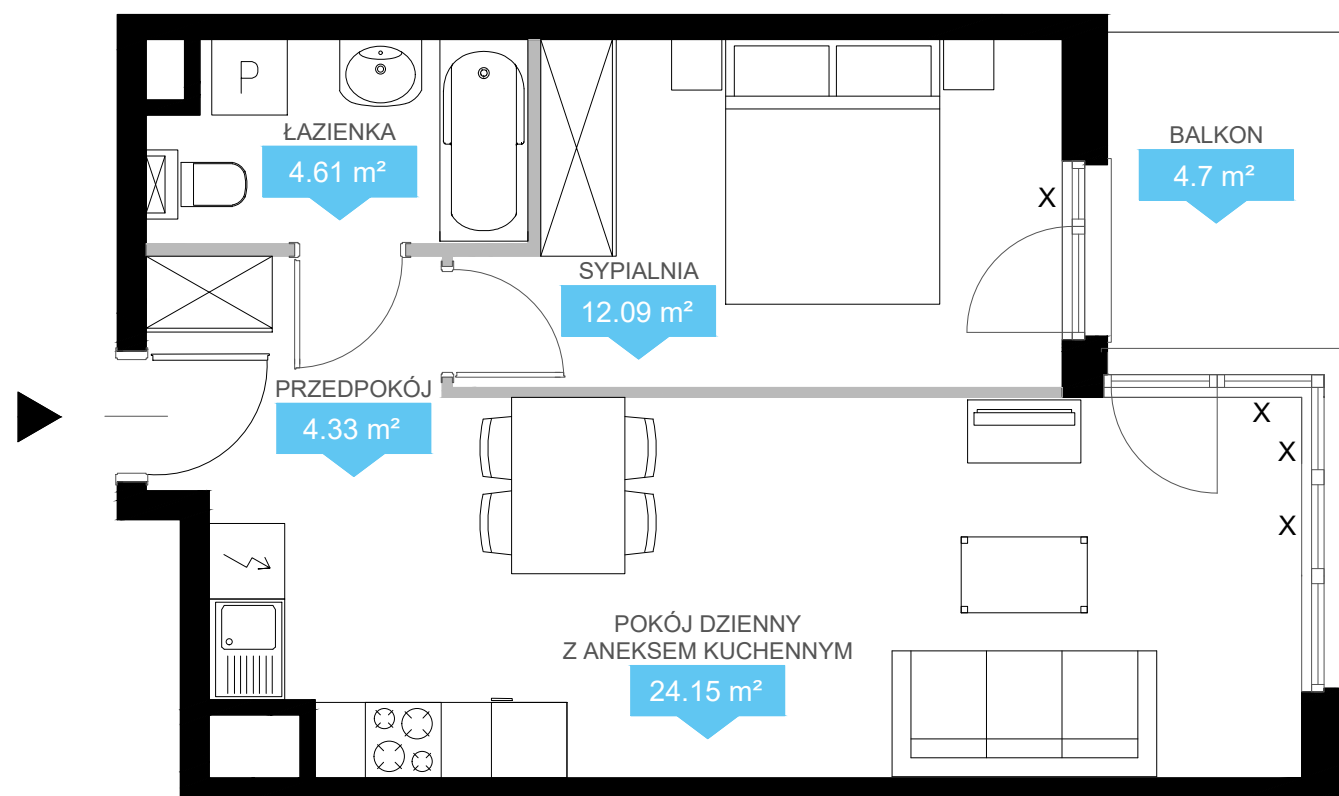 P
ŁAZIENKA
4.61 m²
BALKON
4.7 m²
X
SYPIALNIA
12.09 m²
PRZEDPOKÓJ
4.33 m²
X
X
X
POKÓJ DZIENNY
Z ANEKSEM KUCHENNYM
24.15 m²